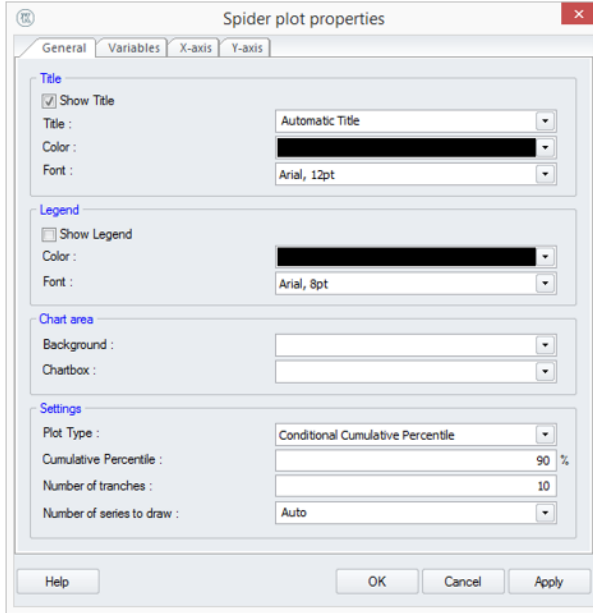 Spider plot properties
General Variables X-axis Y-axis
Title
Show Title
Title : Automatic Title
Color :
Font : Arial, 12pt
Legend
Show Legend
Color :
Font : Arial, 8pt
Chart area
Background :
Chartbox :
Settings
Plot Type : Conditional Cumulative Percentile
Cumulative Percentile : 90 %
Number of tranches : 10
Number of series to draw : Auto
Help OK Cancel Apply